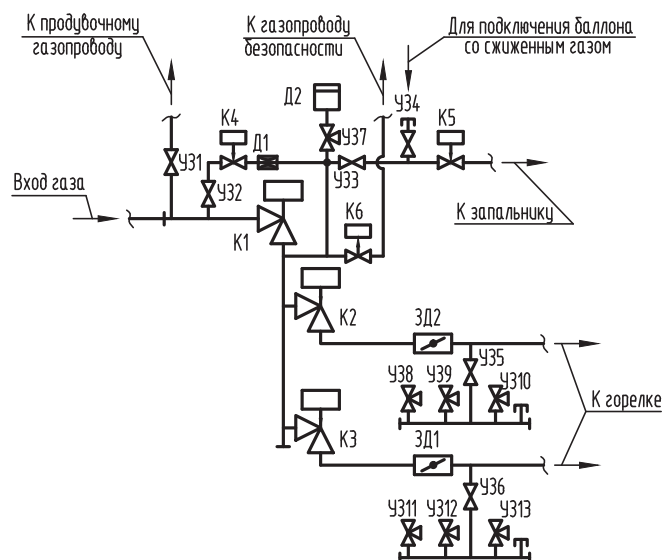 К продувочному
газопроводу
К газопроводу
безопасности
Для подключения баллона
со сжиженным газом
К4
Д1
Д2
УЗ7
УЗ4
К5
УЗ1
УЗ2
УЗ3
Вход газа
К запальнику
К1
К6
К2
ЗД2
УЗ5
УЗ8
УЗ9
УЗ10
К горелке
К3
ЗД1
УЗ6
УЗ11
УЗ12
УЗ13